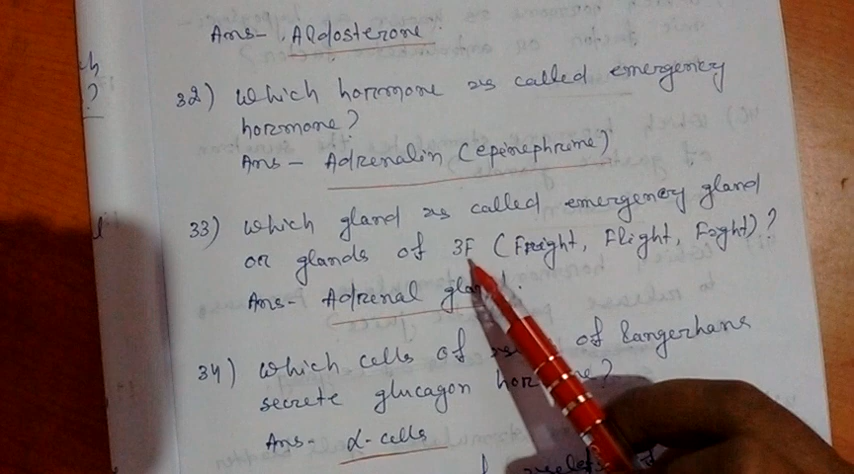 Ans- Aldosterone
32) Which hormone is called emergency
hormone?
Ans - Adrenalin (epinephrine)
33) Which gland is called emergency gland
or glands of 3F (Fright, Flight, Fight)?
Ans- Adrenal
34) Which cells of of Langerhans
secrete glucagon
Ans- α-cells